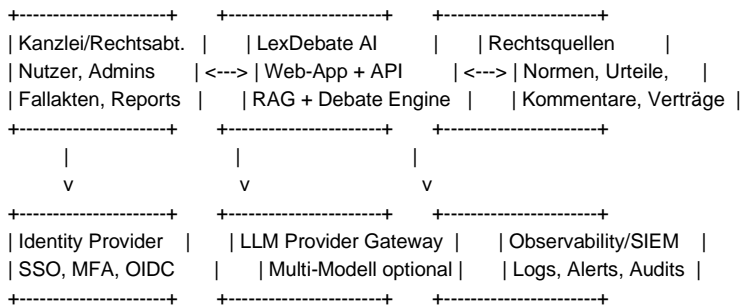 +-----------------------+ +-----------------------+ +------------------------+
| Kanzlei/Rechtsabt. | | LexDebate AI | | Rechtsquellen |
| Nutzer, Admins | <---> | Web-App + API | <---> | Normen, Urteile, |
| Fallakten, Reports | | RAG + Debate Engine | | Kommentare, Verträge |
+-----------------------+ +-----------------------+ +------------------------+
| | |
v v v
+-----------------------+ +-----------------------+ +------------------------+
| Identity Provider | | LLM Provider Gateway | | Observability/SIEM |
| SSO, MFA, OIDC | | Multi-Modell optional | | Logs, Alerts, Audits |
+-----------------------+ +-----------------------+ +------------------------+